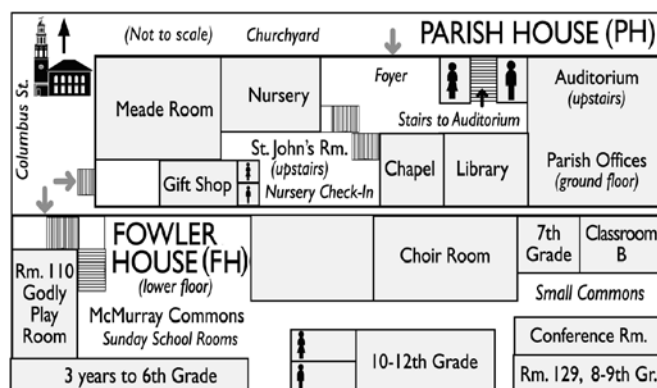 (Not to scale)
Churchyard
PARISH HOUSE (PH)
Columbus St.
Meade Room
Nursery
Foyer
Stairs to Auditorium
Auditorium
(upstairs)
St. John's Rm.
(upstairs)
Nursery Check-In
Gift Shop
Chapel
Library
Parish Offices
(ground floor)
FOWLER
HOUSE (FH)
(lower floor)
Rm. 110
Godly
Play
Room
McMurray Commons
Sunday School Rooms
3 years to 6th Grade
Choir Room
7th
Grade
Classroom
B
Small Commons
10-12th Grade
Conference Rm.
Rm. 129, 8-9th Gr.